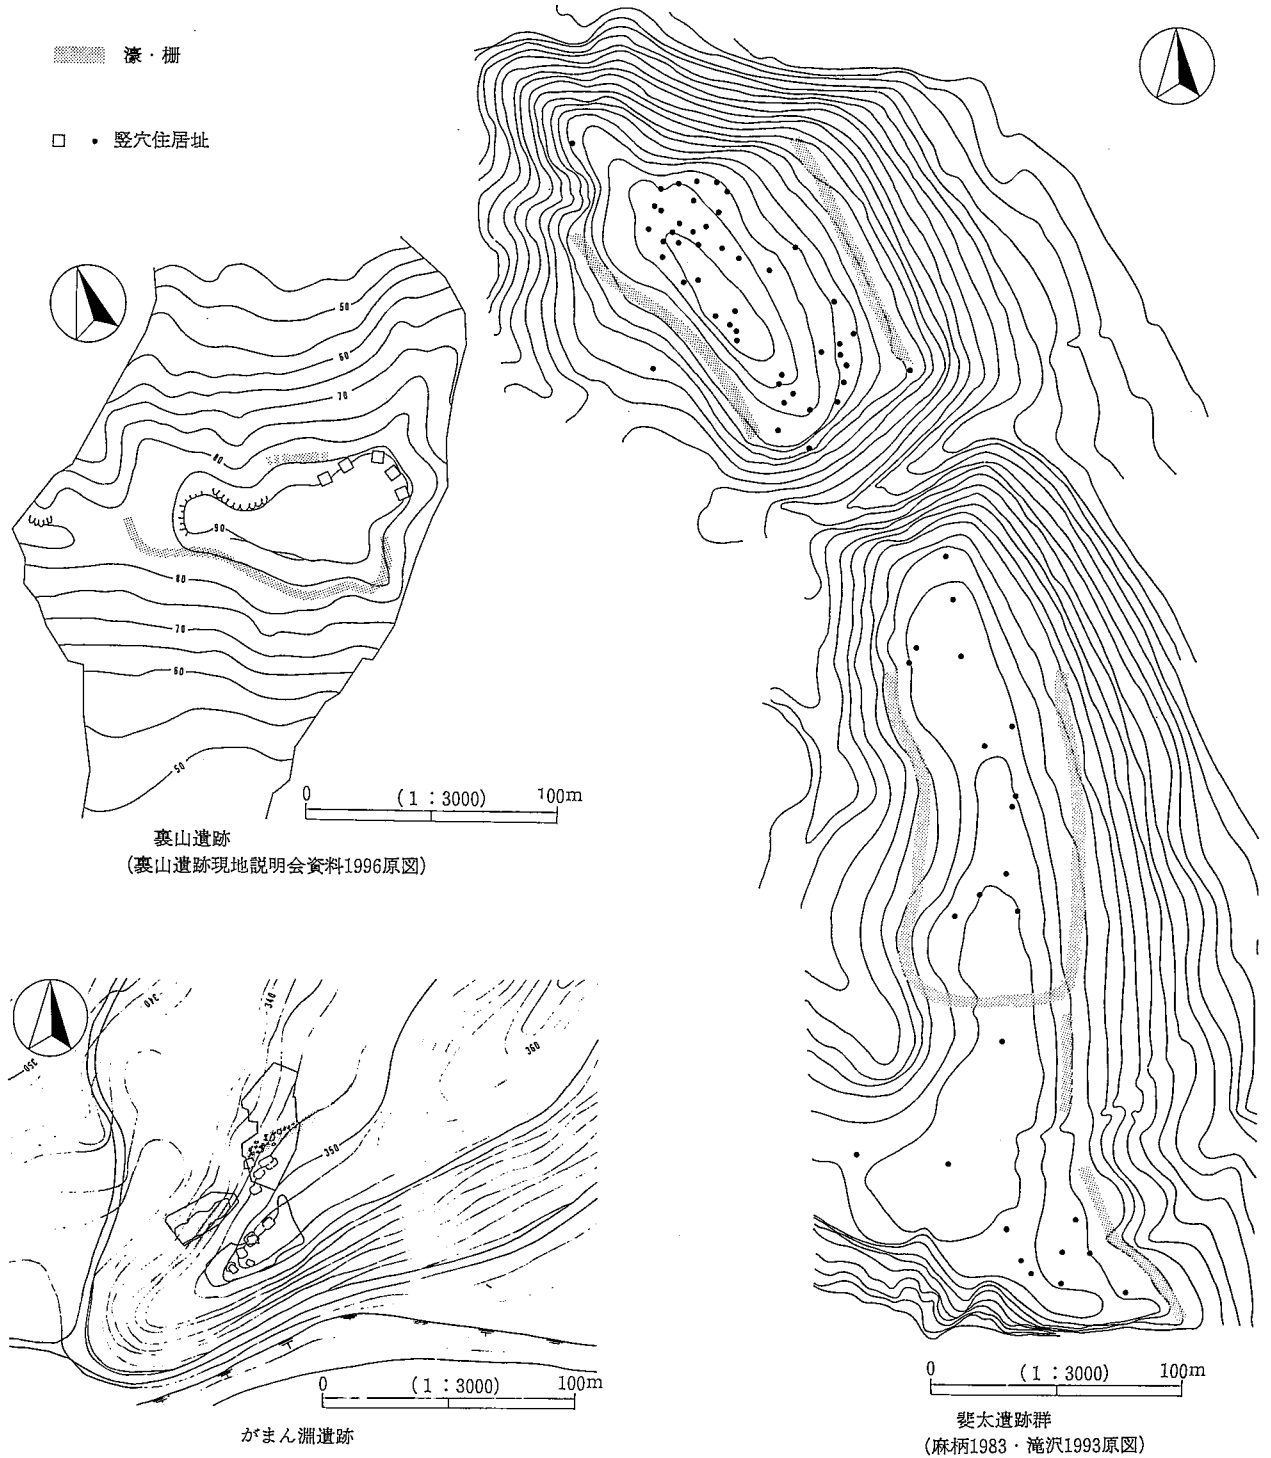 濠・柵
□ ・ 竪穴住居址
50
60
70
80
90
80
70
60
50
0 (1：3000) 100m
裏山遺跡
(裏山遺跡現地説明会資料1996原図)
340
340
350
360
350
0 (1：3000) 100m
がまん淵遺跡
0 (1：3000) 100m
斐太遺跡群
(麻柄1983・滝沢1993原図)